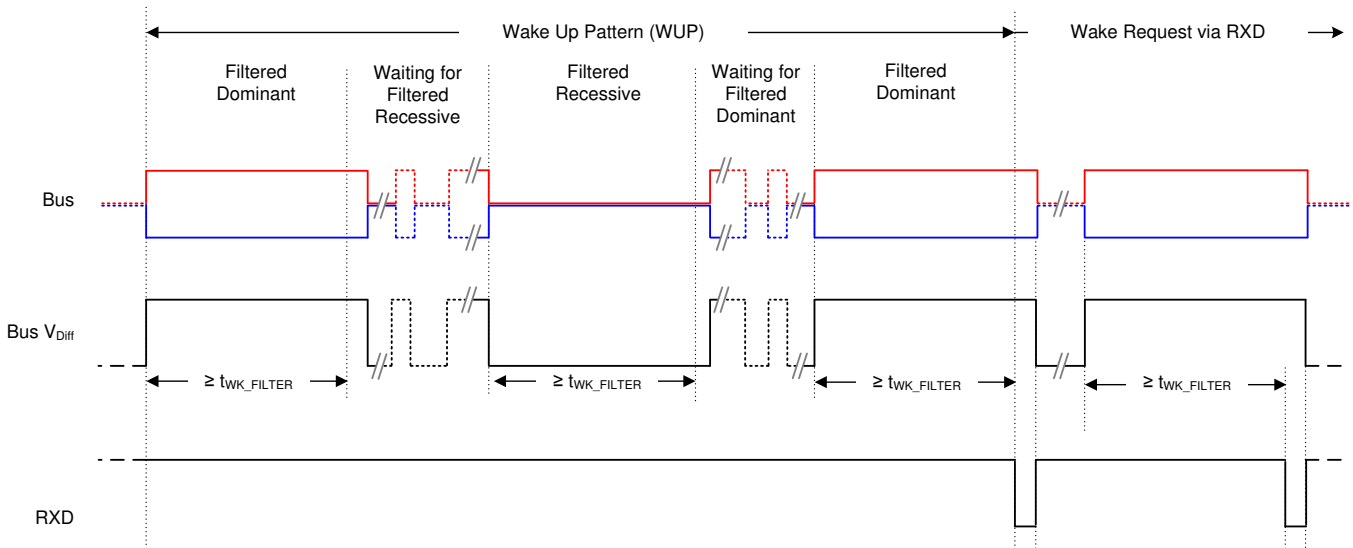 Wake Up Pattern (WUP)
Wake Request via RXD
Filtered
Dominant
Waiting for
Filtered
Recessive
Filtered
Recessive
Waiting for
Filtered
Dominant
Filtered
Dominant
Bus
Bus VDiff
≥ tWK_FILTER
≥ tWK_FILTER
≥ tWK_FILTER
≥ tWK_FILTER
RXD